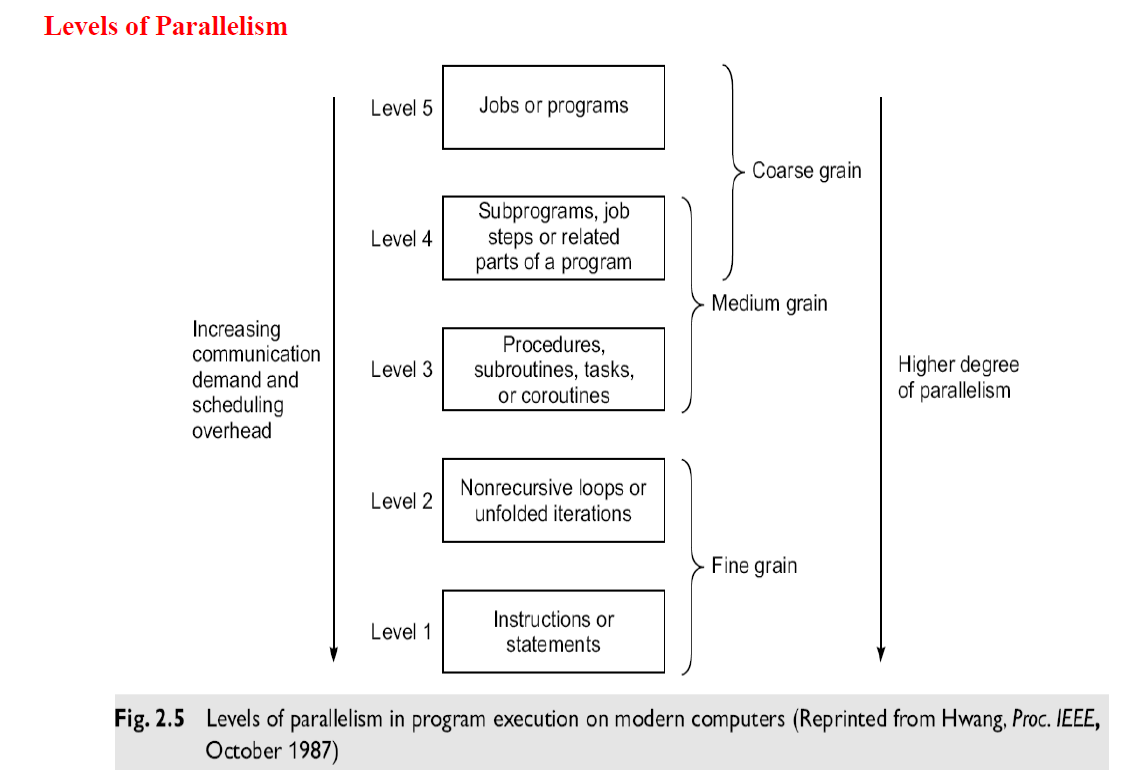 Levels of Parallelism
Level 5
Jobs or programs
Coarse grain
Level 4
Subprograms, job
steps or related
parts of a program
Medium grain
Increasing
communication
demand and
scheduling
overhead
Level 3
Procedures,
subroutines, tasks,
or coroutines
Higher degree
of parallelism
Level 2
Nonrecursive loops or
unfolded iterations
Fine grain
Level 1
Instructions or
statements
Fig. 2.5 Levels of parallelism in program execution on modern computers (Reprinted from Hwang, Proc. IEEE,
October 1987)